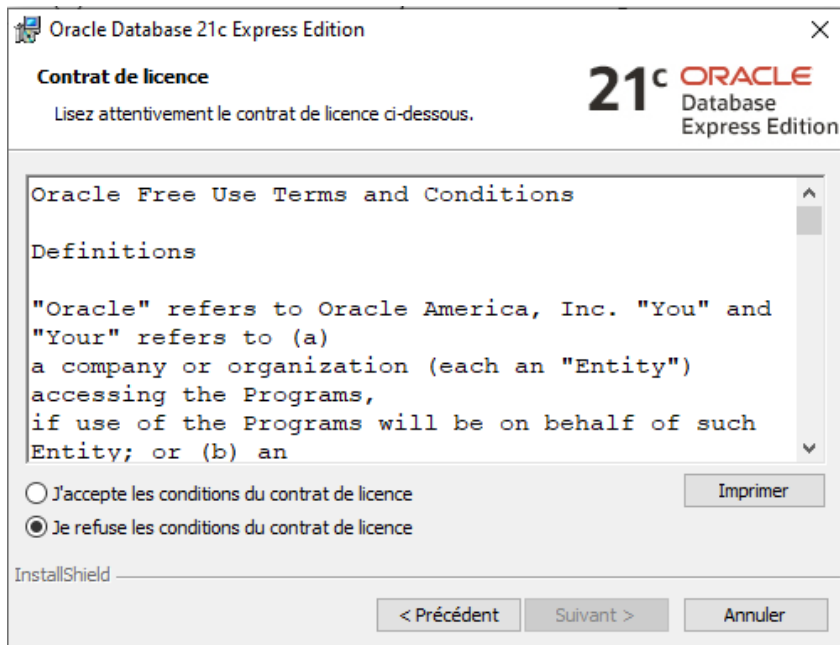 Oracle Database 21c Express Edition
Contrat de licence
Lisez attentivement le contrat de licence ci-dessous.
21c ORACLE
Database
Express Edition
Oracle Free Use Terms and Conditions
Definitions
"Oracle" refers to Oracle America, Inc. "You" and
"Your" refers to (a)
a company or organization (each an "Entity")
accessing the Programs,
if use of the Programs will be on behalf of such
Entity; or (b) an
J'accepte les conditions du contrat de licence
Imprimer
Je refuse les conditions du contrat de licence
InstallShield
< Précédent
Suivant >
Annuler